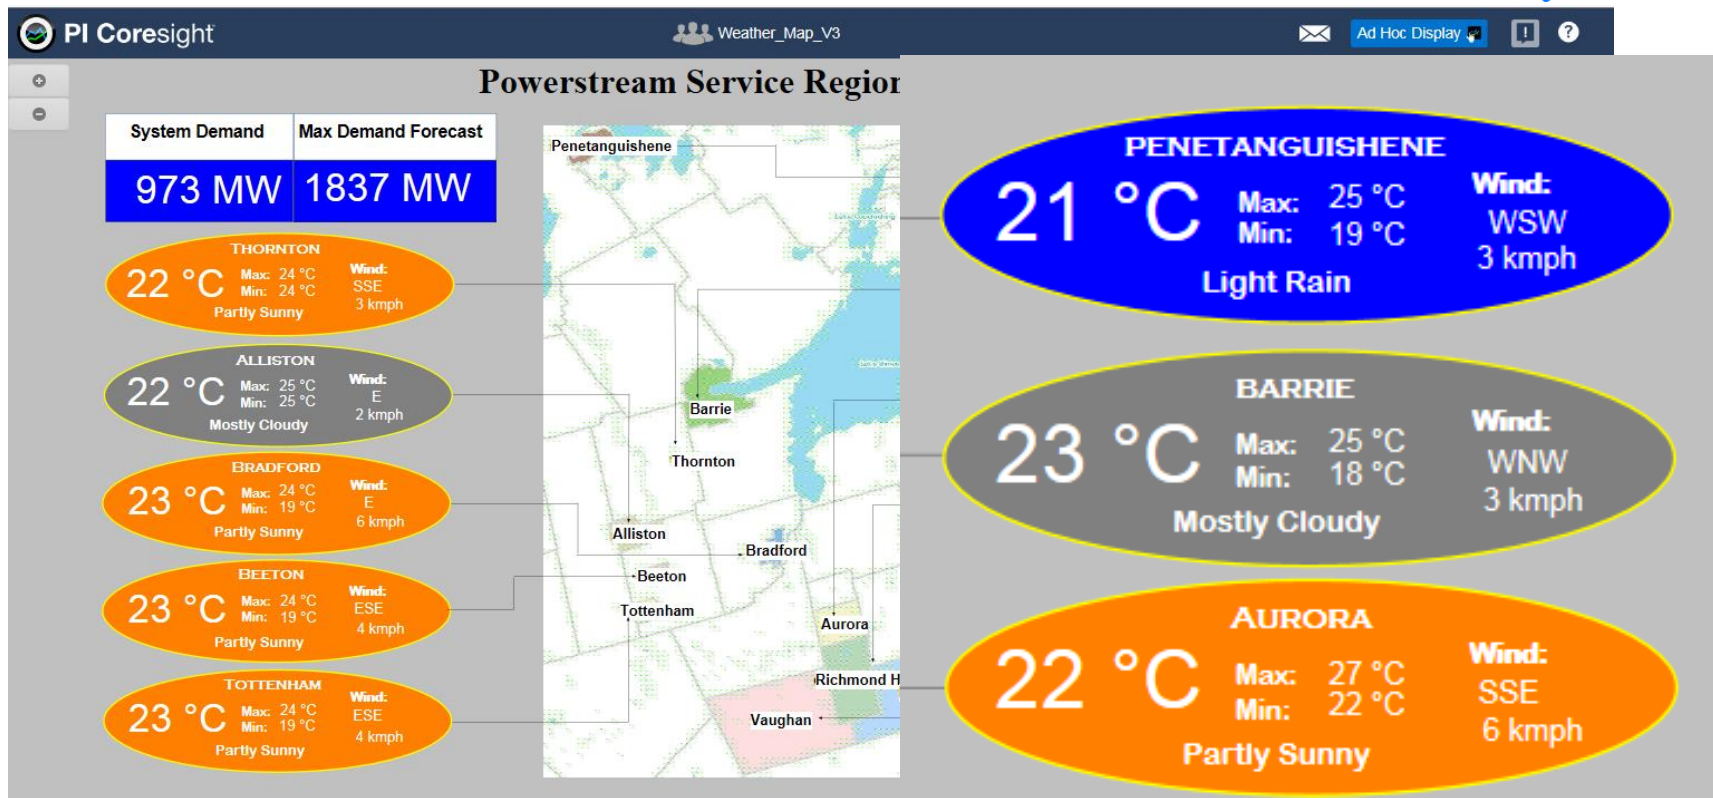 PI Coresight
Weather_Map_V3
Ad Hoc Display
!
?
Powerstream Service Region
System Demand
Max Demand Forecast
973 MW
1837 MW
THORNTON
22 °C
Max: 24 °C
Min: 24 °C
Wind:
SSE
3 kmph
Partly Sunny
ALLISTON
22 °C
Max: 25 °C
Min: 25 °C
Wind:
E
2 kmph
Mostly Cloudy
BRADFORD
23 °C
Max: 24 °C
Min: 19 °C
Wind:
E
6 kmph
Partly Sunny
BEETON
23 °C
Max: 24 °C
Min: 19 °C
Wind:
ESE
4 kmph
Partly Sunny
TOTTENHAM
23 °C
Max: 24 °C
Min: 19 °C
Wind:
ESE
4 kmph
Partly Sunny
Penetanguishene
Barrie
Thornton
Alliston
Bradford
Beeton
Tottenham
Aurora
Richmond H
Vaughan
PENETANGUISHENE
21 °C
Max: 25 °C
Min: 19 °C
Wind:
WSW
3 kmph
Light Rain
BARRIE
23 °C
Max: 25 °C
Min: 18 °C
Wind:
WNW
3 kmph
Mostly Cloudy
AURORA
22 °C
Max: 27 °C
Min: 22 °C
Wind:
SSE
6 kmph
Partly Sunny